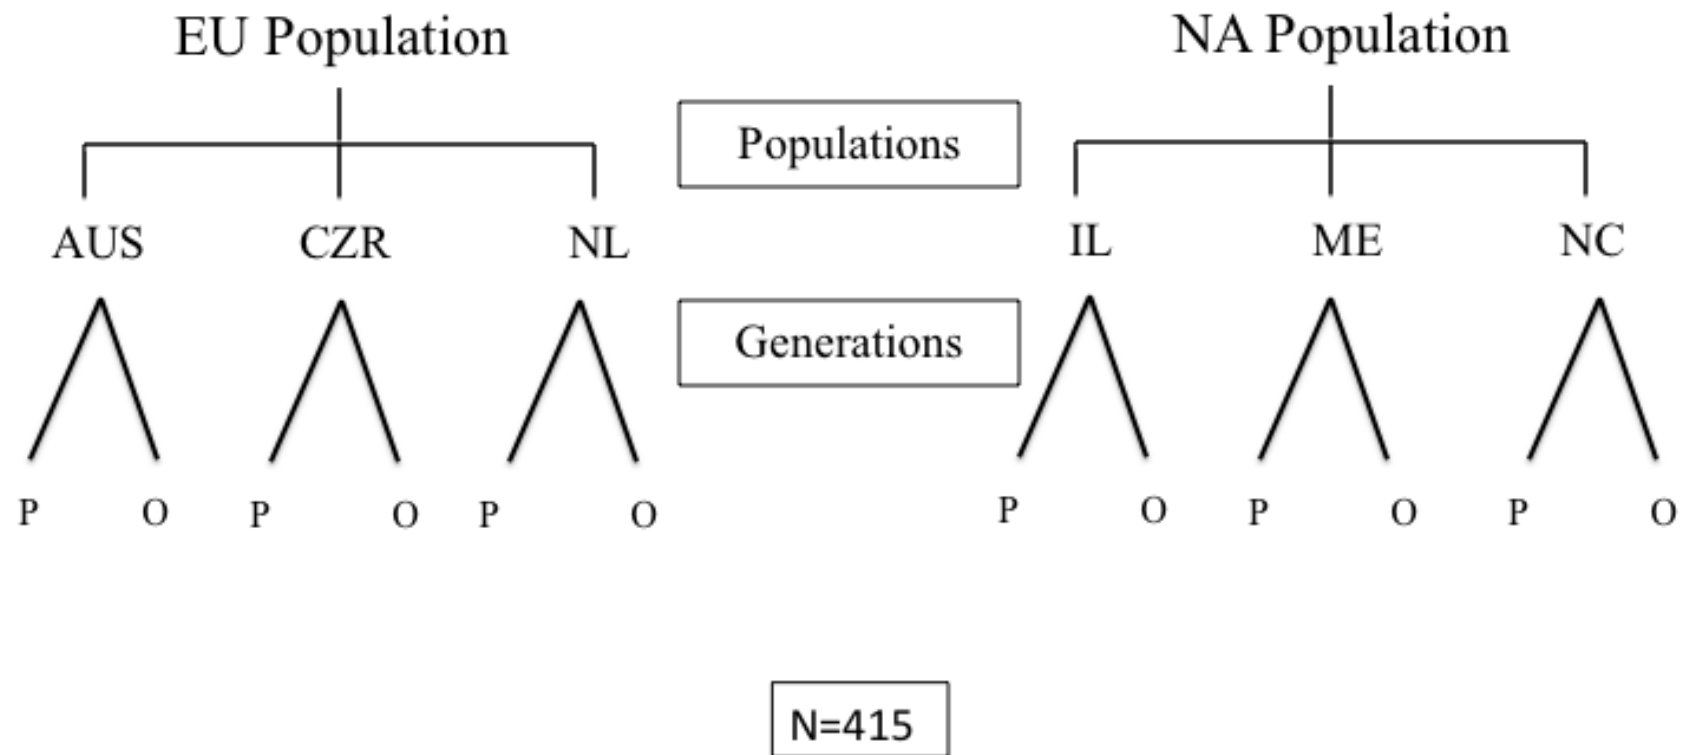 EU Population
NA Population
Populations
AUS CZR NL IL ME NC
Generations
P O P O P O P O P O P O
N=415